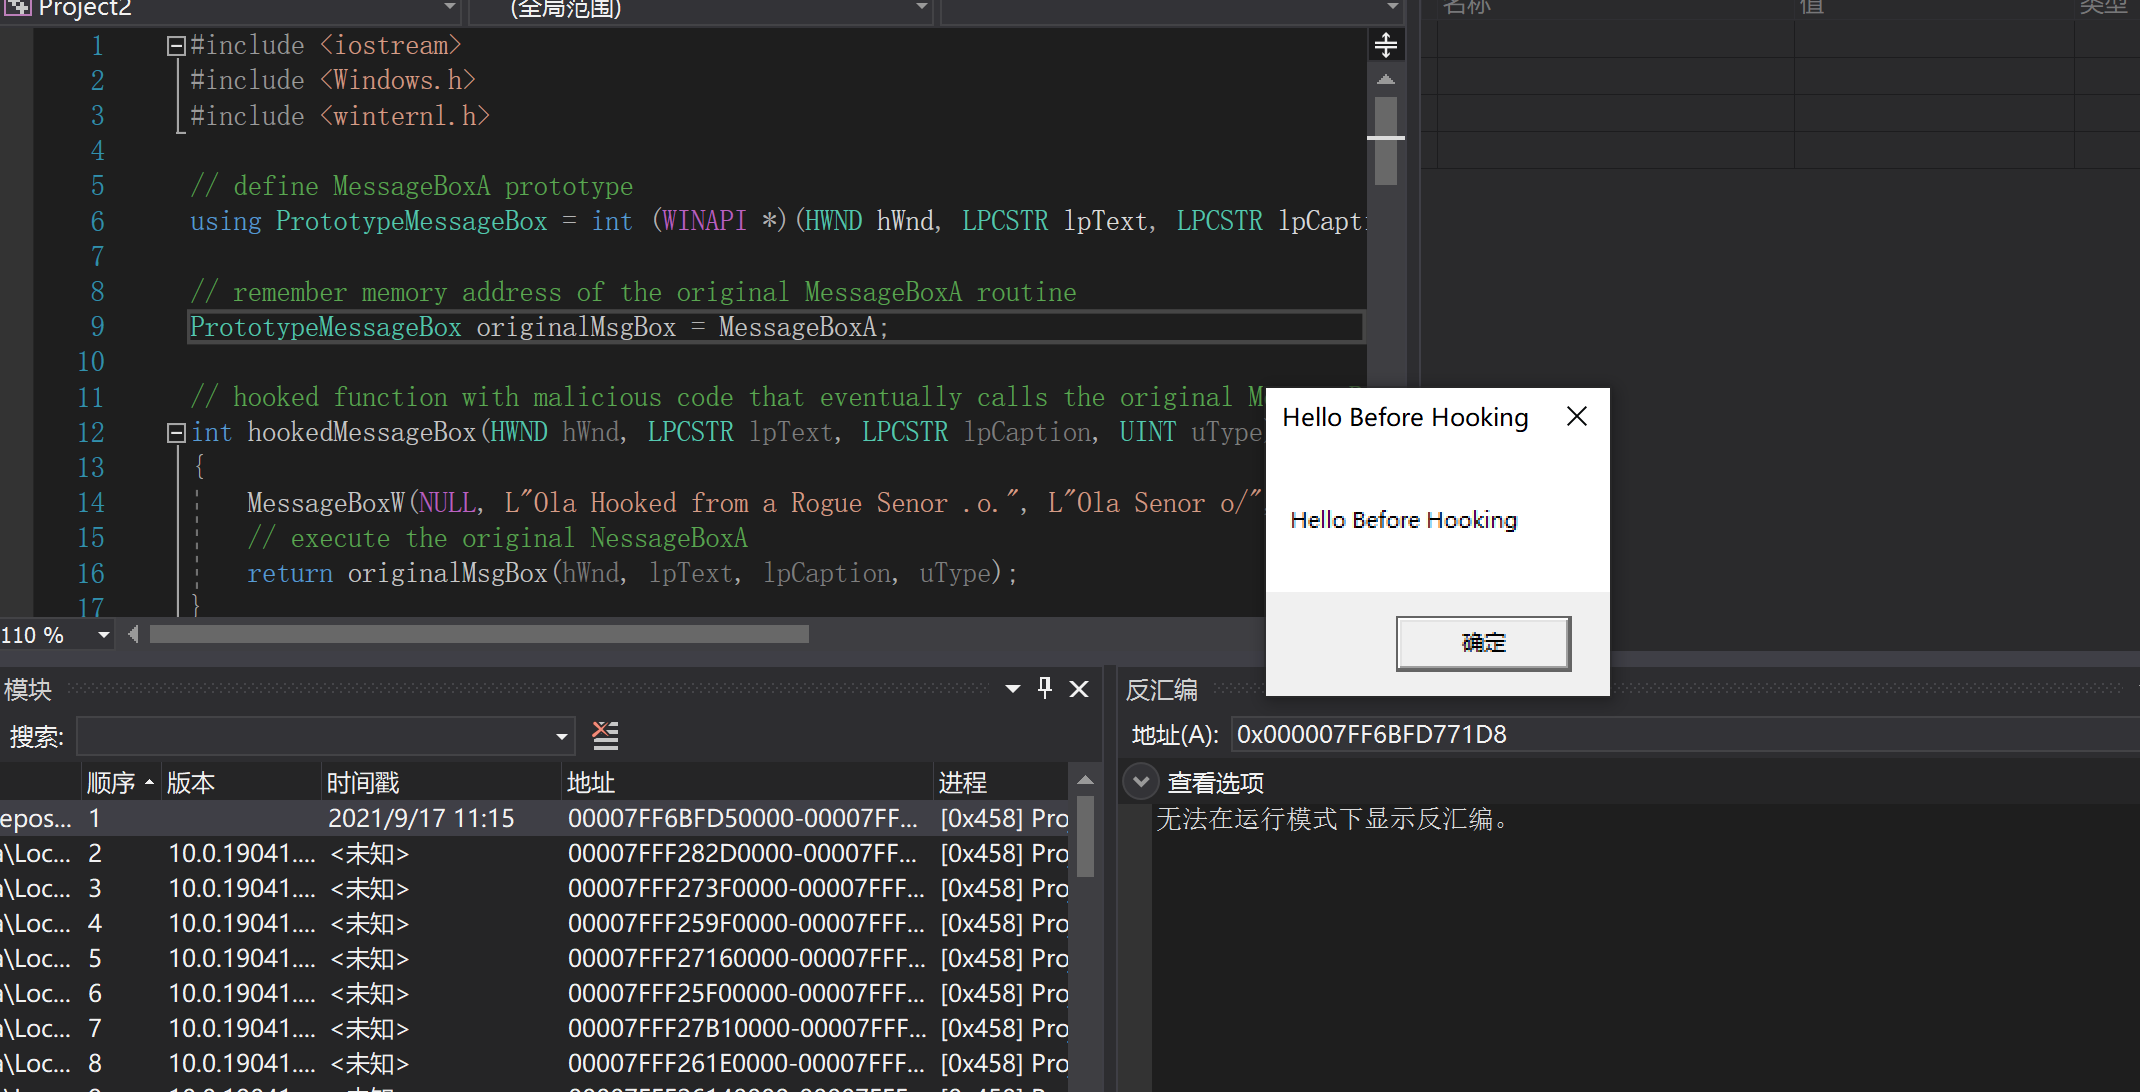 Project2
(全局范围)
名称 值 类型
1 #include <iostream>
2 #include <Windows.h>
3 #include <winternl.h>
4
5 // define MessageBoxA prototype
6 using PrototypeMessageBox = int (WINAPI *)(HWND hWnd, LPCSTR lpText, LPCSTR lpCapti
7
8 // remember memory address of the original MessageBoxA routine
9 PrototypeMessageBox originalMsgBox = MessageBoxA;
10
11 // hooked function with malicious code that eventually calls the original M
12 int hookedMessageBox(HWND hWnd, LPCSTR lpText, LPCSTR lpCaption, UINT uType
13 {
14 MessageBoxW(NULL, L"Ola Hooked from a Rogue Senor .o.", L"Ola Senor o/"
15 // execute the original NessageBoxA
16 return originalMsgBox(hWnd, lpText, lpCaption, uType);
17 }
110 %
Hello Before Hooking
Hello Before Hooking
确定
模块
搜索:
顺序 版本 时间戳 地址 进程
epos... 1 2021/9/17 11:15 00007FF6BFD50000-00007FF... [0x458] Pro
a\Loc... 2 10.0.19041.... <未知> 00007FFF282D0000-00007FF... [0x458] Pro
a\Loc... 3 10.0.19041.... <未知> 00007FFF273F0000-00007FFF... [0x458] Pro
a\Loc... 4 10.0.19041.... <未知> 00007FFF259F0000-00007FFF... [0x458] Pro
a\Loc... 5 10.0.19041.... <未知> 00007FFF27160000-00007FFF... [0x458] Pro
a\Loc... 6 10.0.19041.... <未知> 00007FFF25F00000-00007FFF... [0x458] Pro
a\Loc... 7 10.0.19041.... <未知> 00007FFF27B10000-00007FFF... [0x458] Pro
a\Loc... 8 10.0.19041.... <未知> 00007FFF261E0000-00007FFF... [0x458] Pro
反汇编
地址(A): 0x000007FF6BFD771D8
查看选项
无法在运行模式下显示反汇编。